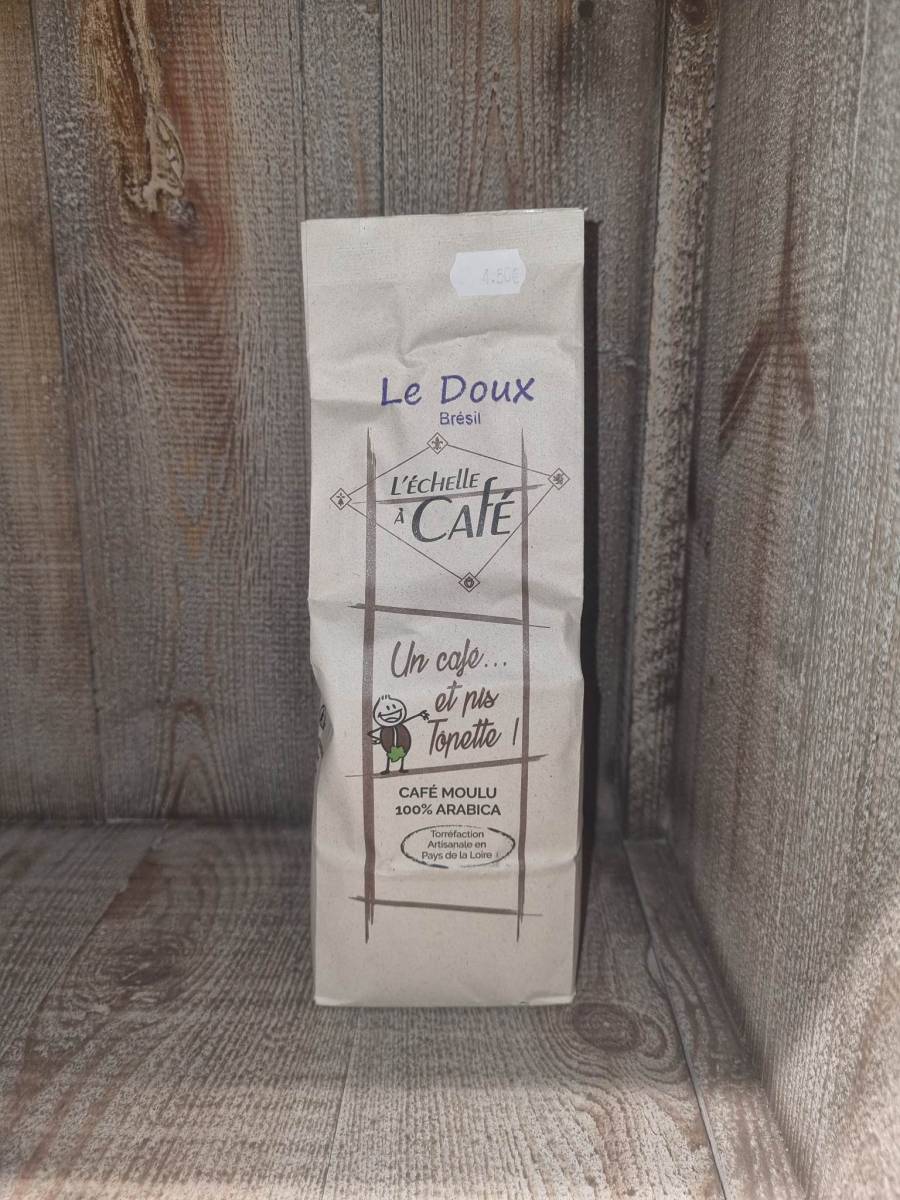 4.50€
Le Doux
Brésil
L'ÉCHELLE
À CAFÉ
Un café...
et pis
Topette !
CAFÉ MOULU
100% ARABICA
Torréfaction
Artisanale en
Pays de la Loire